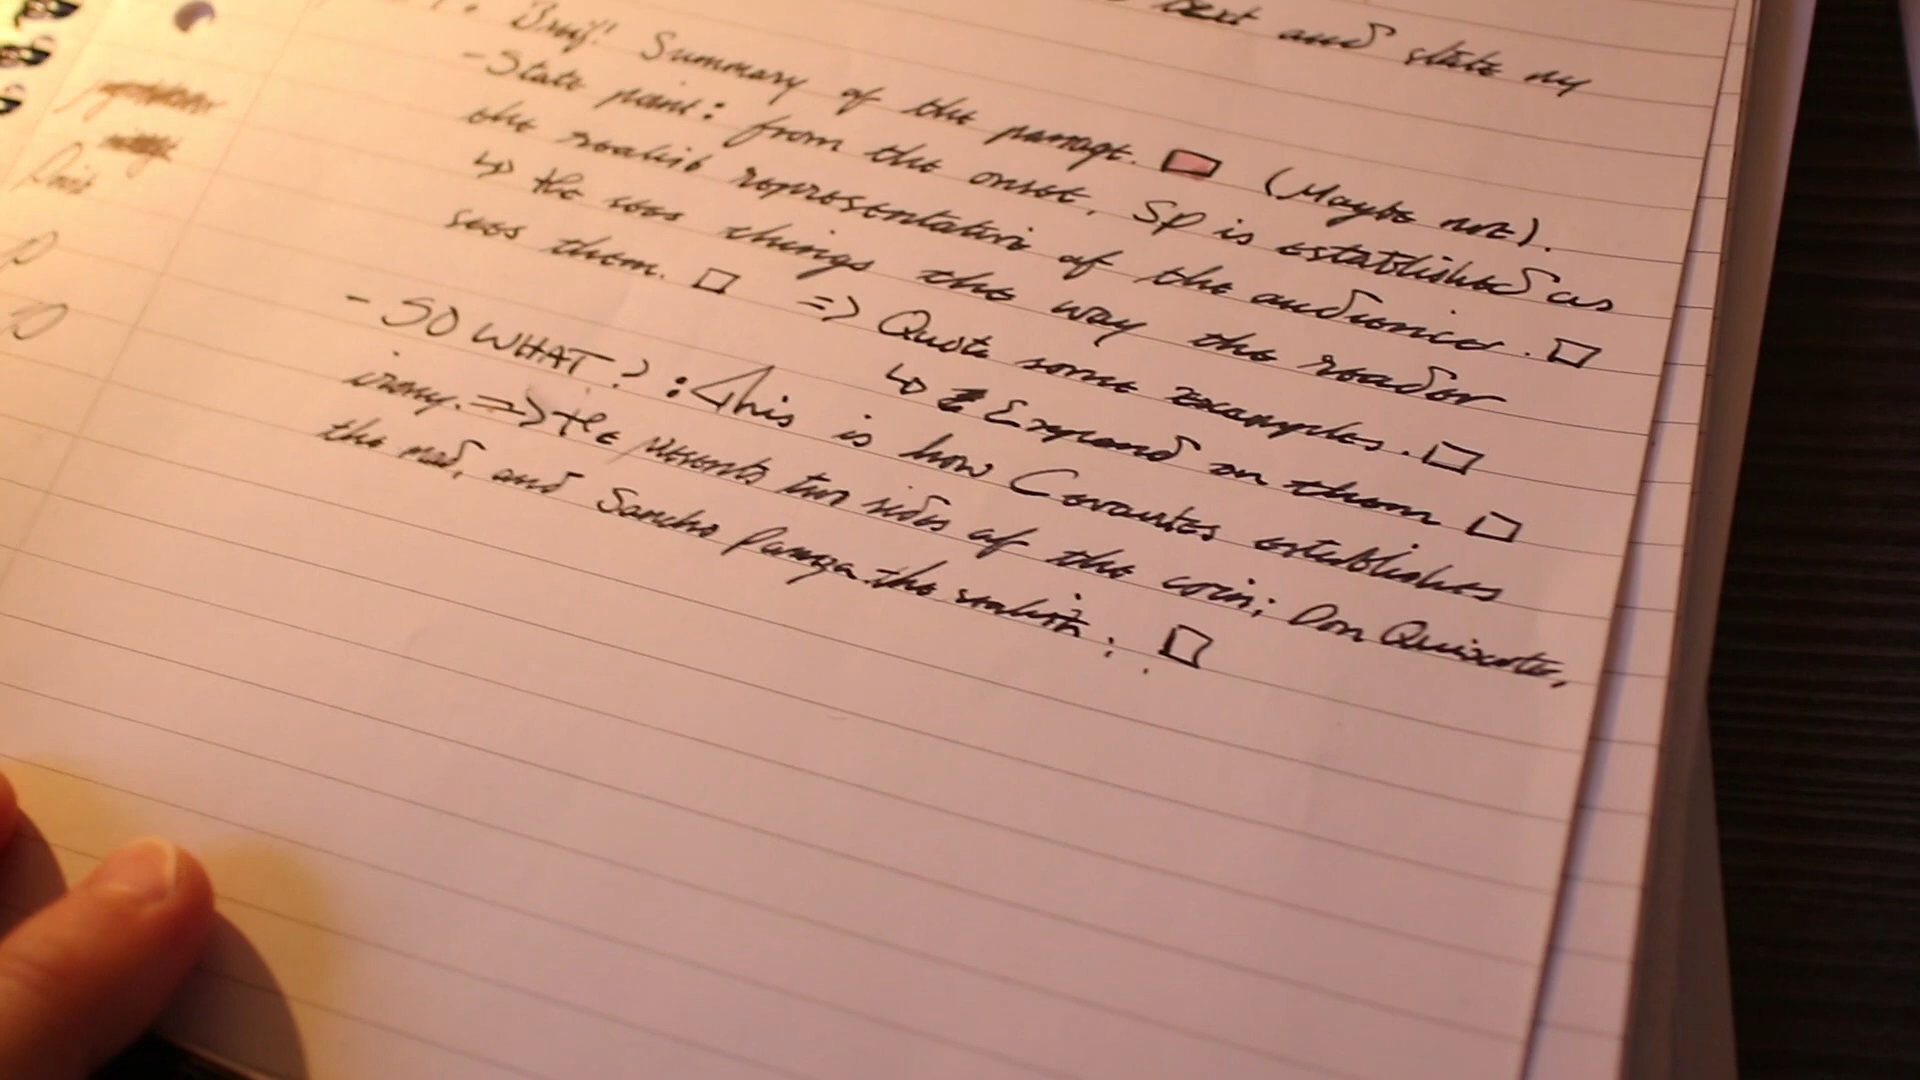 text and state my
Brief! Summary of the passage. (Maybe not).
- State point: from the onset, SP is established as
the realist representative of the audience.
↳ He sees things the way the reader
sees them. => Quote some examples.
↳ Expand on them
- SO WHAT? : This is how Cervantes establishes
irony. => He presents two sides of the coin; Don Quixote,
the mad, and Sancho Panza the realist;
Point